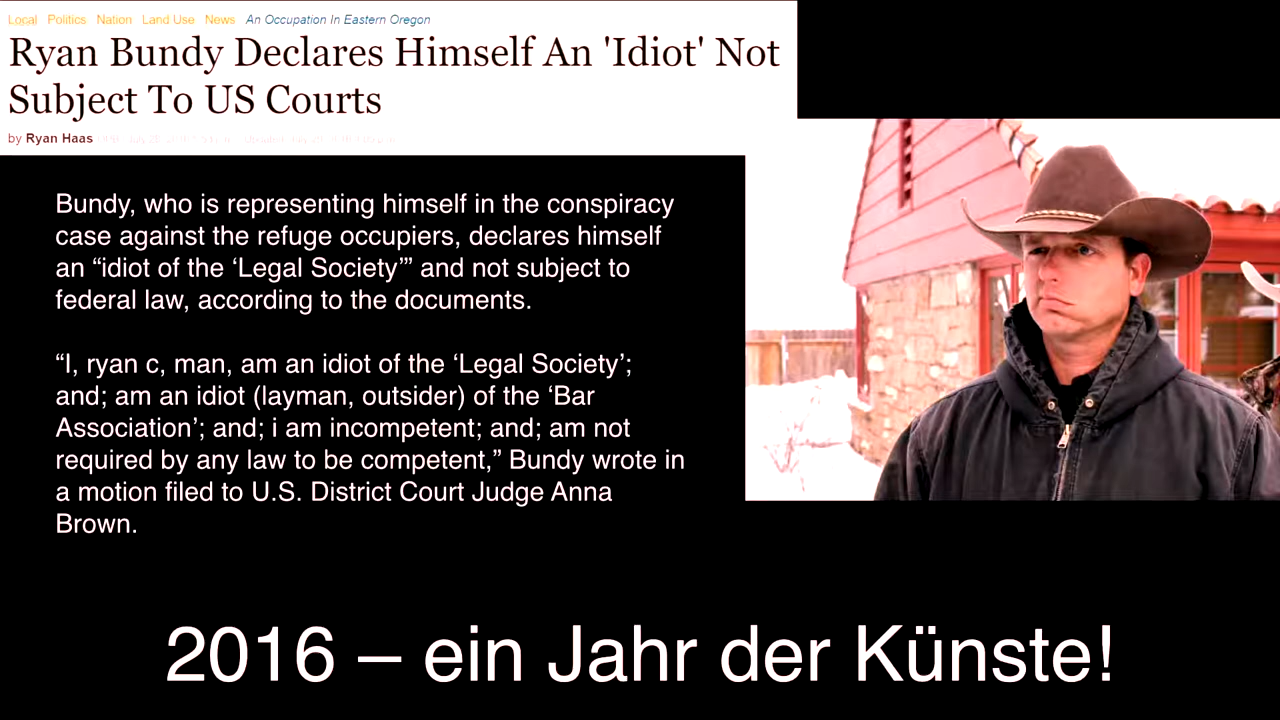 Local Politics Nation Land Use News An Occupation In Eastern Oregon
Ryan Bundy Declares Himself An 'Idiot' Not
Subject To US Courts
by Ryan Haas
Bundy, who is representing himself in the conspiracy
case against the refuge occupiers, declares himself
an “idiot of the ‘Legal Society’” and not subject to
federal law, according to the documents.
“I, ryan c, man, am an idiot of the ‘Legal Society’;
and; am an idiot (layman, outsider) of the ‘Bar
Association’; and; i am incompetent; and; am not
required by any law to be competent,” Bundy wrote in
a motion filed to U.S. District Court Judge Anna
Brown.
2016 – ein Jahr der Künste!